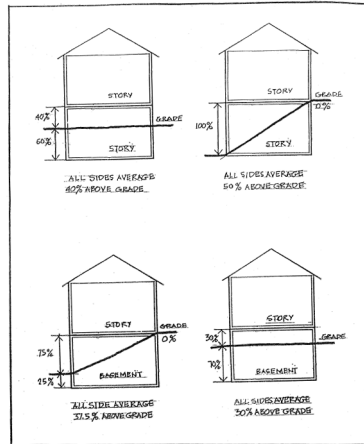 STORY
40%
GRADE
60%
STORY
ALL SIDES AVERAGE
40% ABOVE GRADE
STORY
GRADE
0%
100%
STORY
ALL SIDES AVERAGE
50% ABOVE GRADE
STORY
GRADE
0%
75%
25%
BASEMENT
ALL SIDE AVERAGE
37.5% ABOVE GRADE
STORY
30%
GRADE
70%
BASEMENT
ALL SIDES AVERAGE
30% ABOVE GRADE